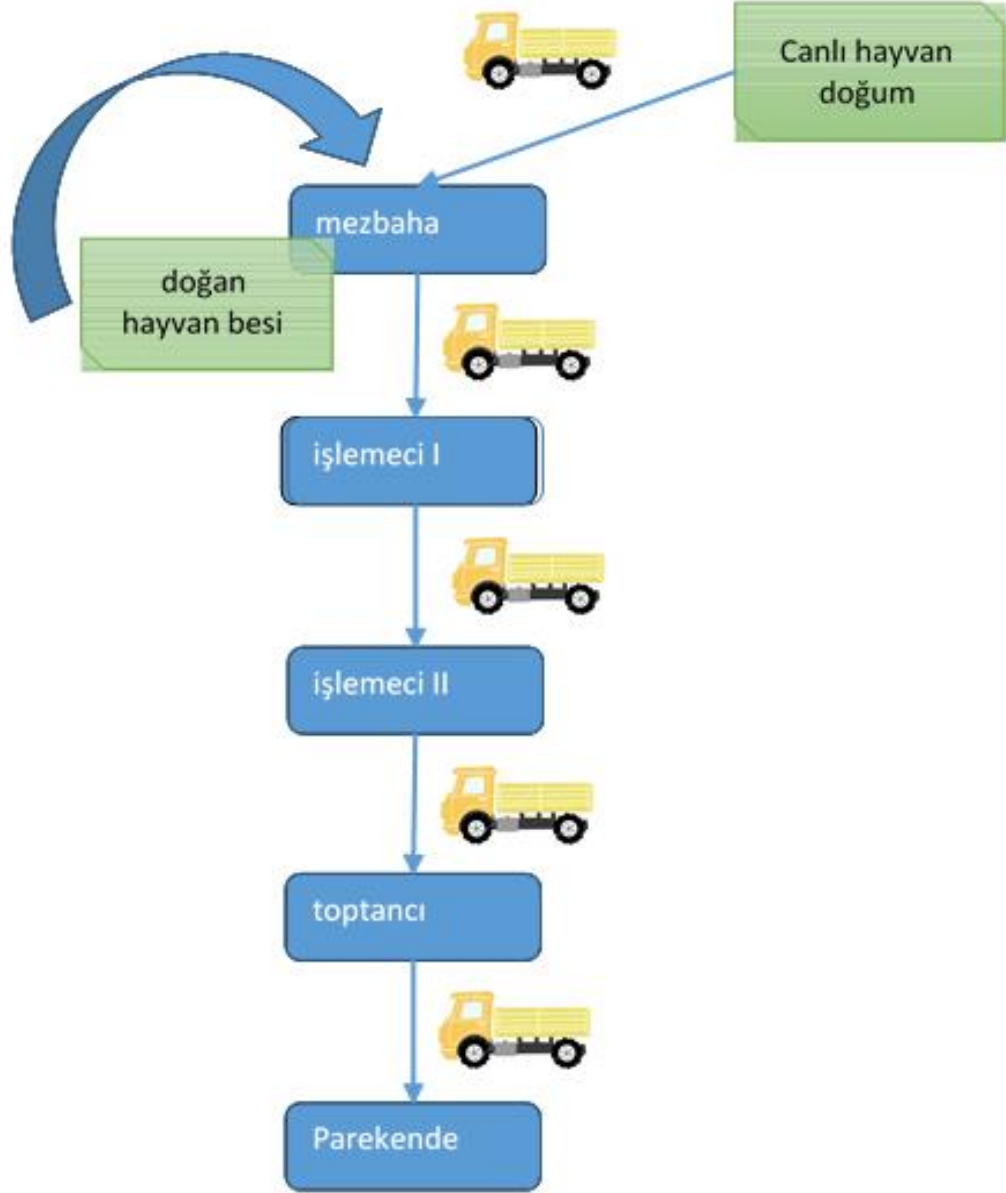 Canlı hayvan
doğum
mezbaha
doğan
hayvan besi
işlemeci I
işlemeci II
toptancı
Parekende